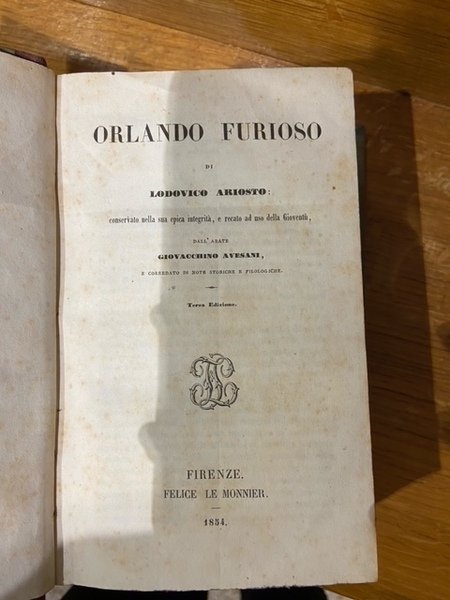 ORLANDO FURIOSO
DI
LODOVICO ARIOSTO:
conservato nella sua epica integrità, e recato ad uso della Gioventù,
DALL' ABATE
GIOVACCHINO AVESANI,
E CORREDATO DI NOTE STORICHE E FILOLOGICHE.
Terza Edizione.
FIRENZE.
FELICE LE MONNIER.
1854.